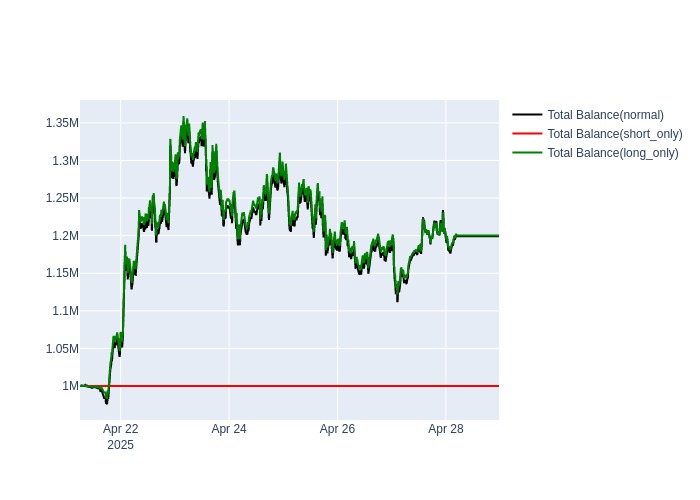 1.35M
1.3M
1.25M
1.2M
1.15M
1.1M
1.05M
1M
Apr 22
2025
Apr 24
Apr 26
Apr 28
Total Balance(normal)
Total Balance(short_only)
Total Balance(long_only)